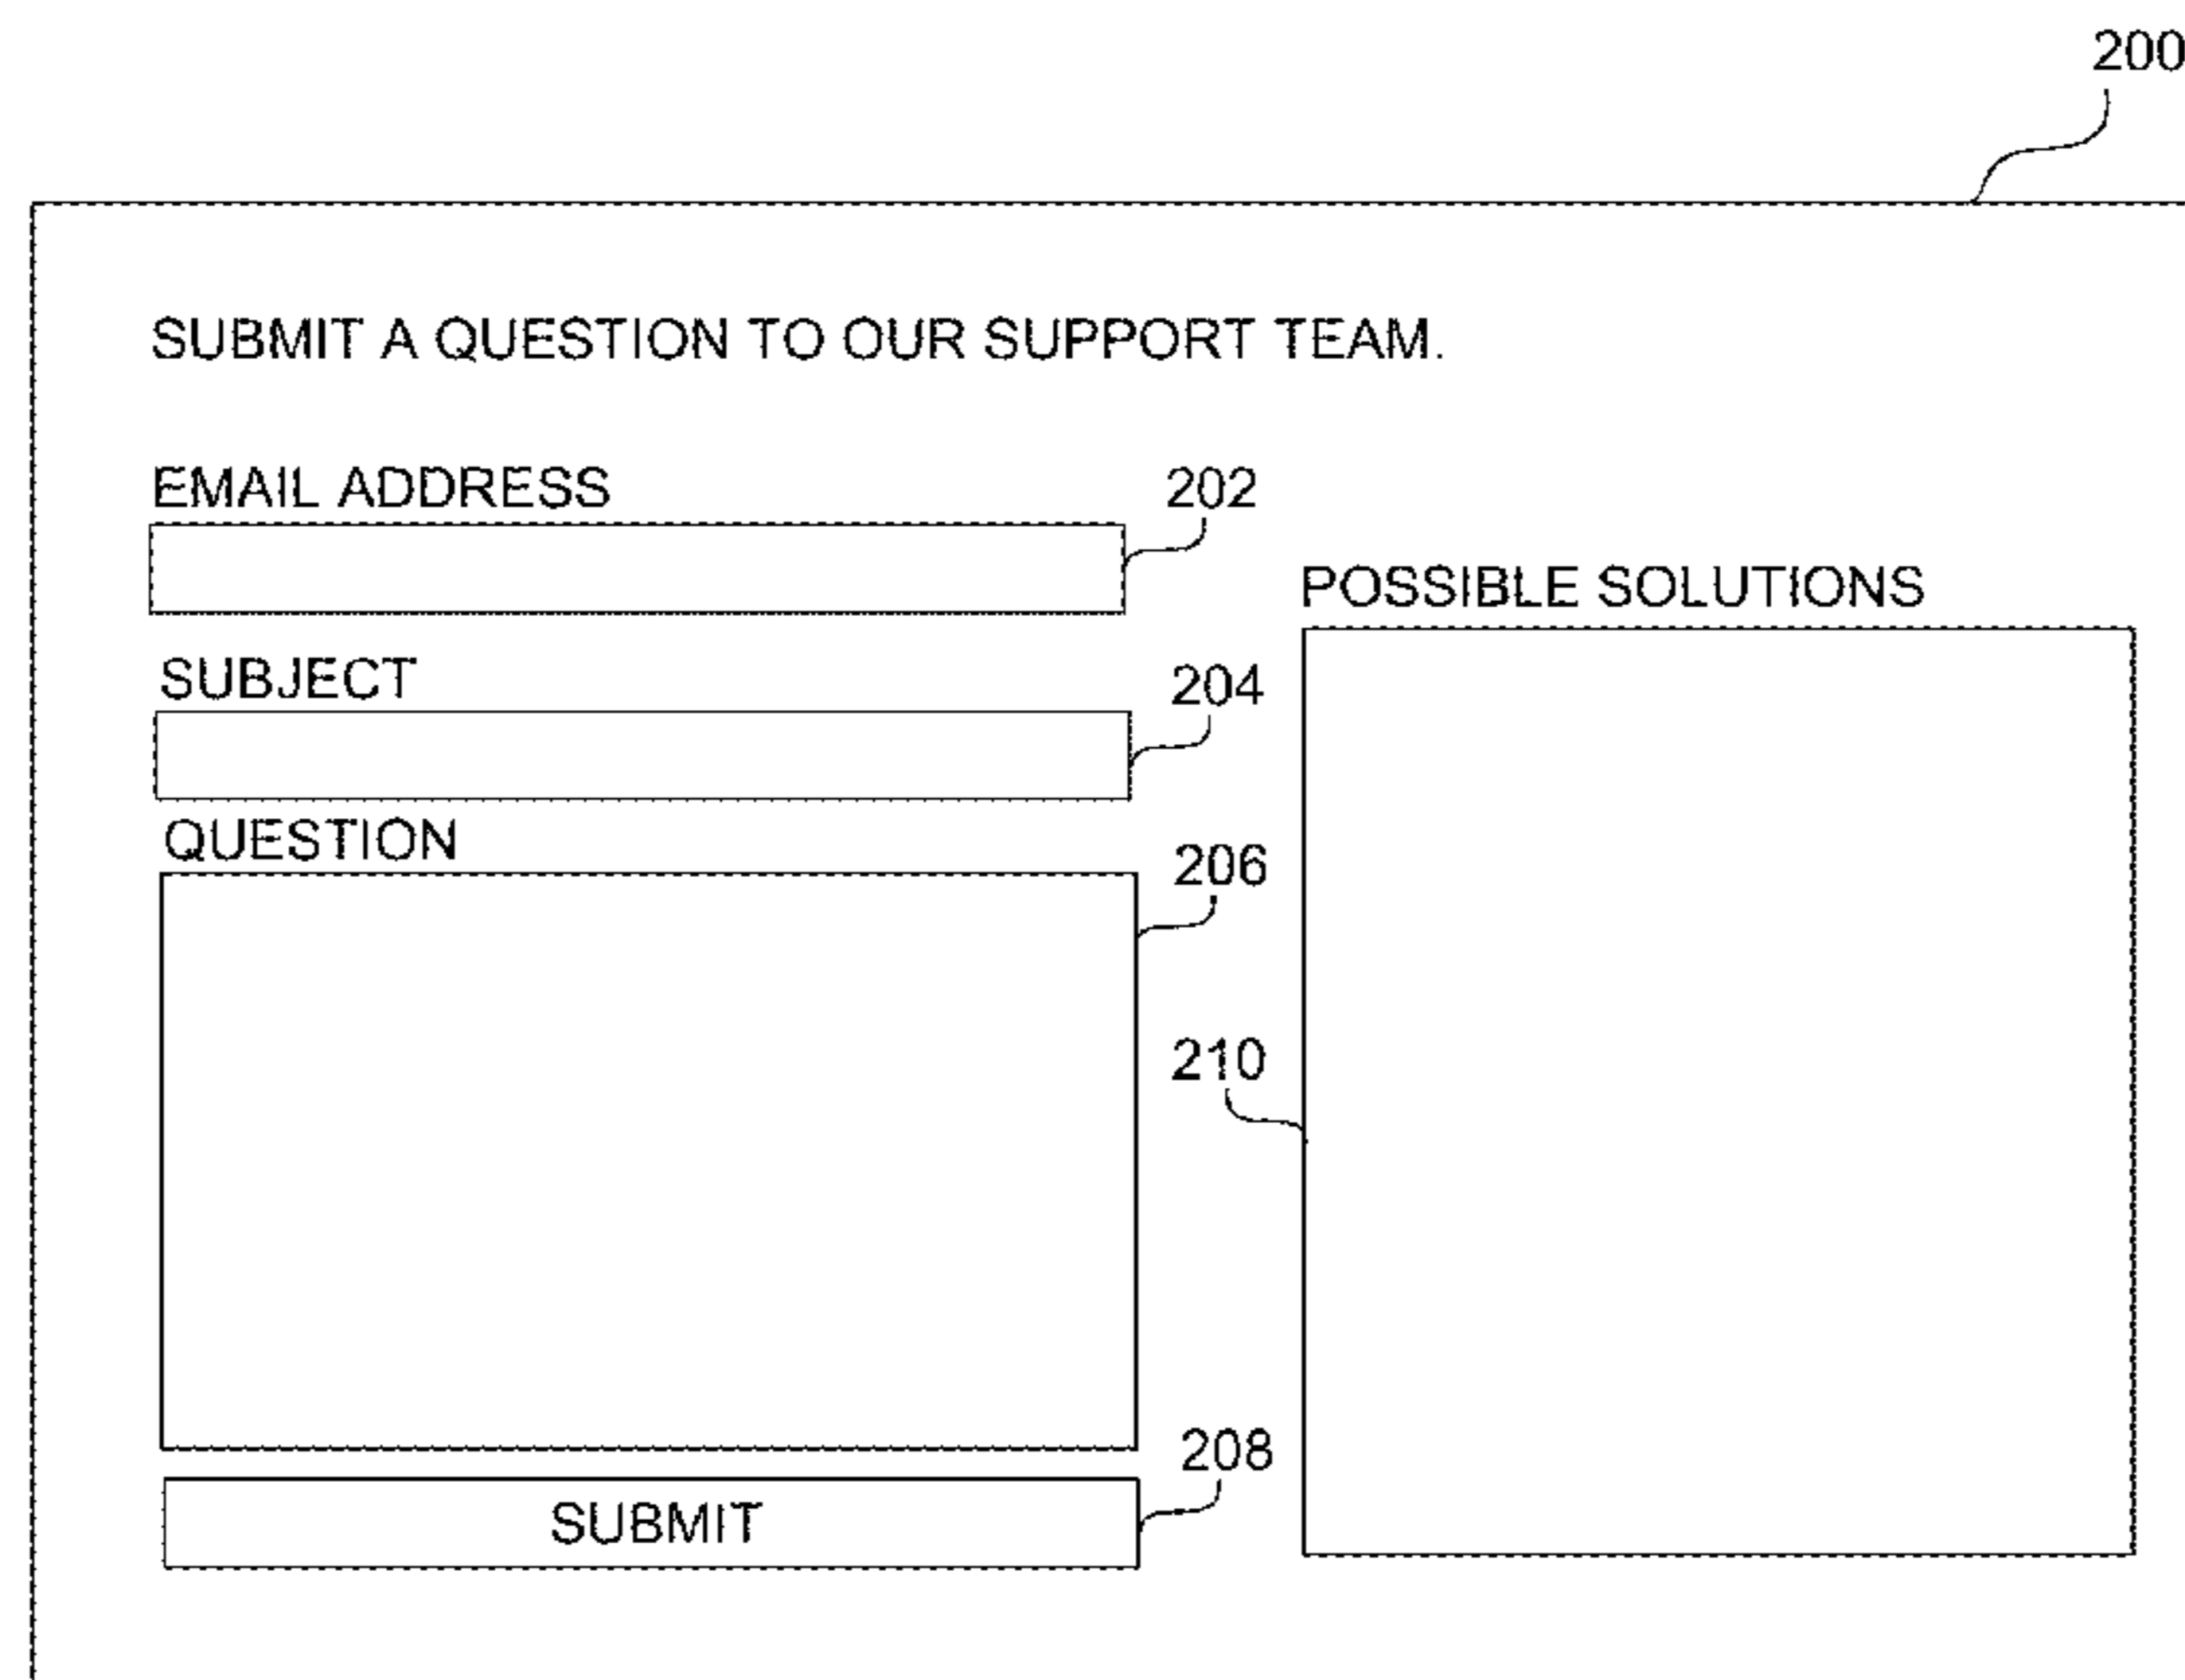 200
SUBMIT A QUESTION TO OUR SUPPORT TEAM.
EMAIL ADDRESS
202
SUBJECT
204
QUESTION
206
SUBMIT
208
POSSIBLE SOLUTIONS
210